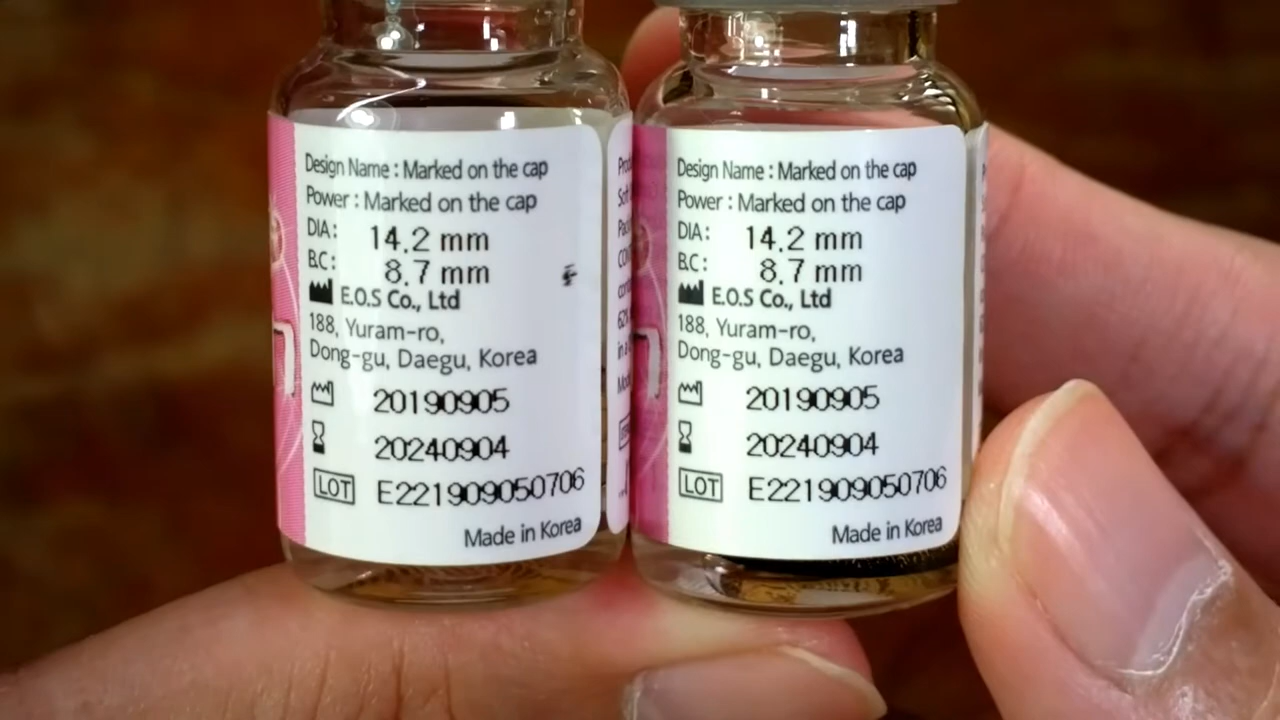 Design Name : Marked on the cap
Power : Marked on the cap
DIA : 14.2 mm
B.C : 8.7 mm
E.O.S Co., Ltd
188, Yuram-ro,
Dong-gu, Daegu, Korea
20190905
20240904
LOT E221909050706
Made in Korea
Design Name : Marked on the cap
Power : Marked on the cap
DIA : 14.2 mm
B.C : 8.7 mm
E.O.S Co., Ltd
188, Yuram-ro,
Dong-gu, Daegu, Korea
20190905
20240904
LOT E221909050706
Made in Korea